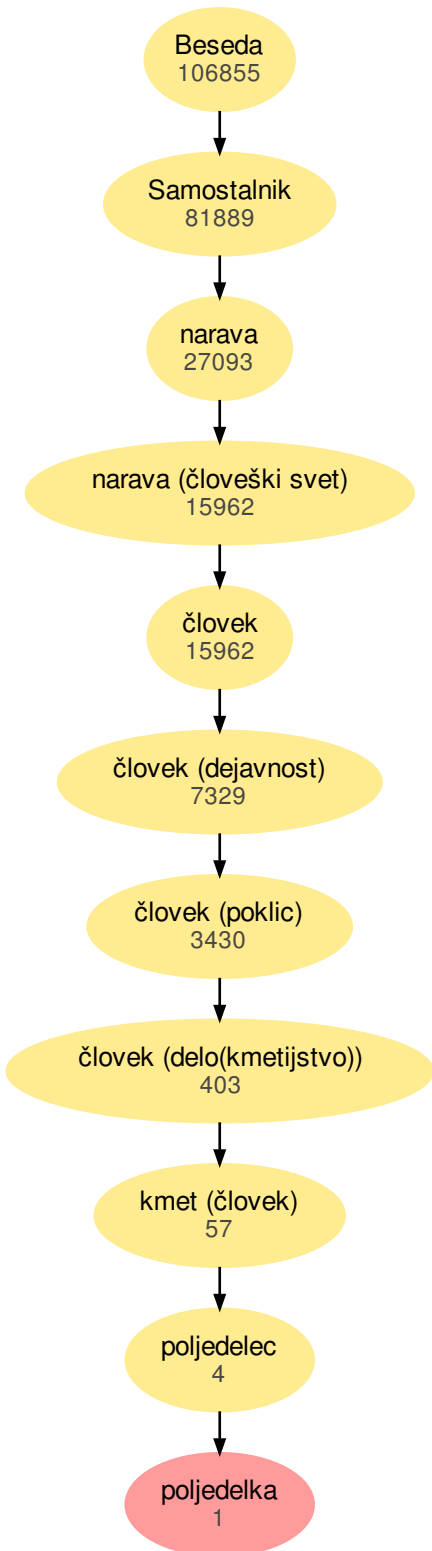 Beseda
106855
Samostalnik
81889
narava
27093
narava (človeški svet)
15962
človek
15962
človek (dejavnost)
7329
človek (poklic)
3430
človek (delo(kmetijstvo))
403
kmet (človek)
57
poljedelec
4
poljedelka
1